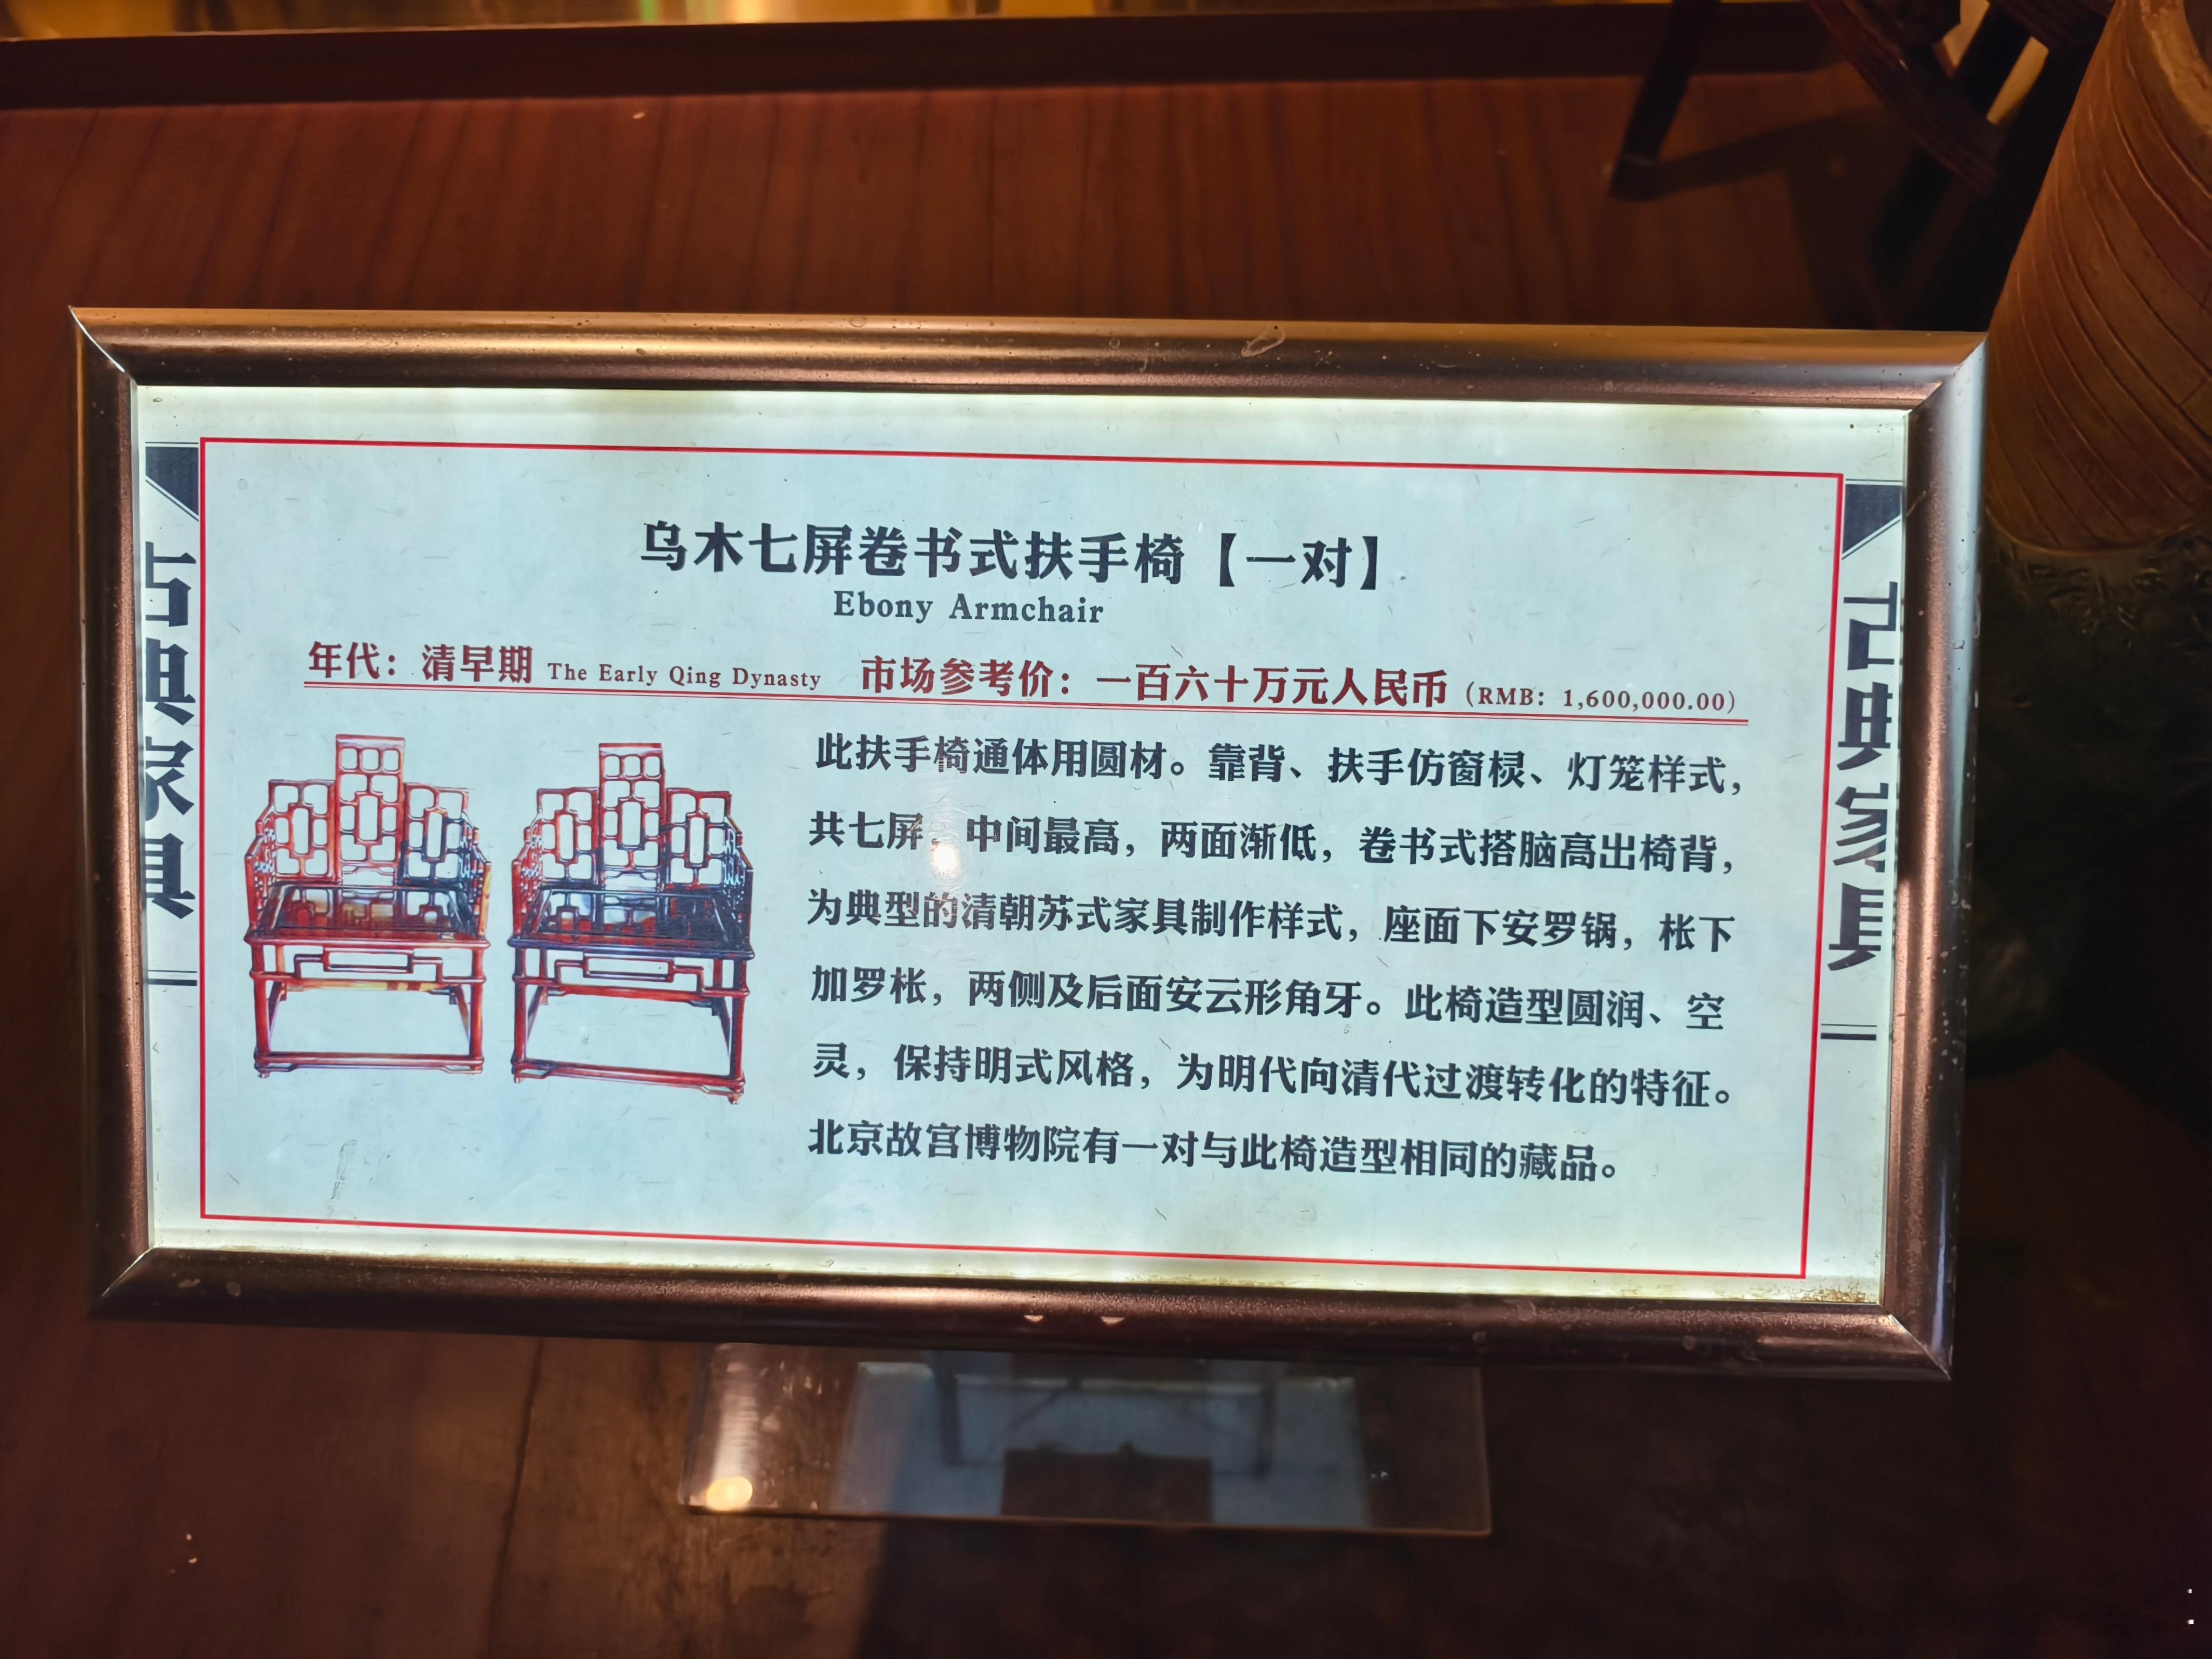 乌木七屏卷书式扶手椅【一对】
Ebony Armchair
年代：清早期 The Early Qing Dynasty 市场参考价：一百六十万元人民币（RMB：1,600,000.00）
此扶手椅通体用圆材。靠背、扶手仿窗棂、灯笼样式，
共七屏，中间最高，两面渐低，卷书式搭脑高出椅背，
为典型的清朝苏式家具制作样式，座面下安罗锅，枨下
加罗枨，两侧及后面安云形角牙。此椅造型圆润、空
灵，保持明式风格，为明代向清代过渡转化的特征。
北京故宫博物院有一对与此椅造型相同的藏品。
古典家具
古典家具